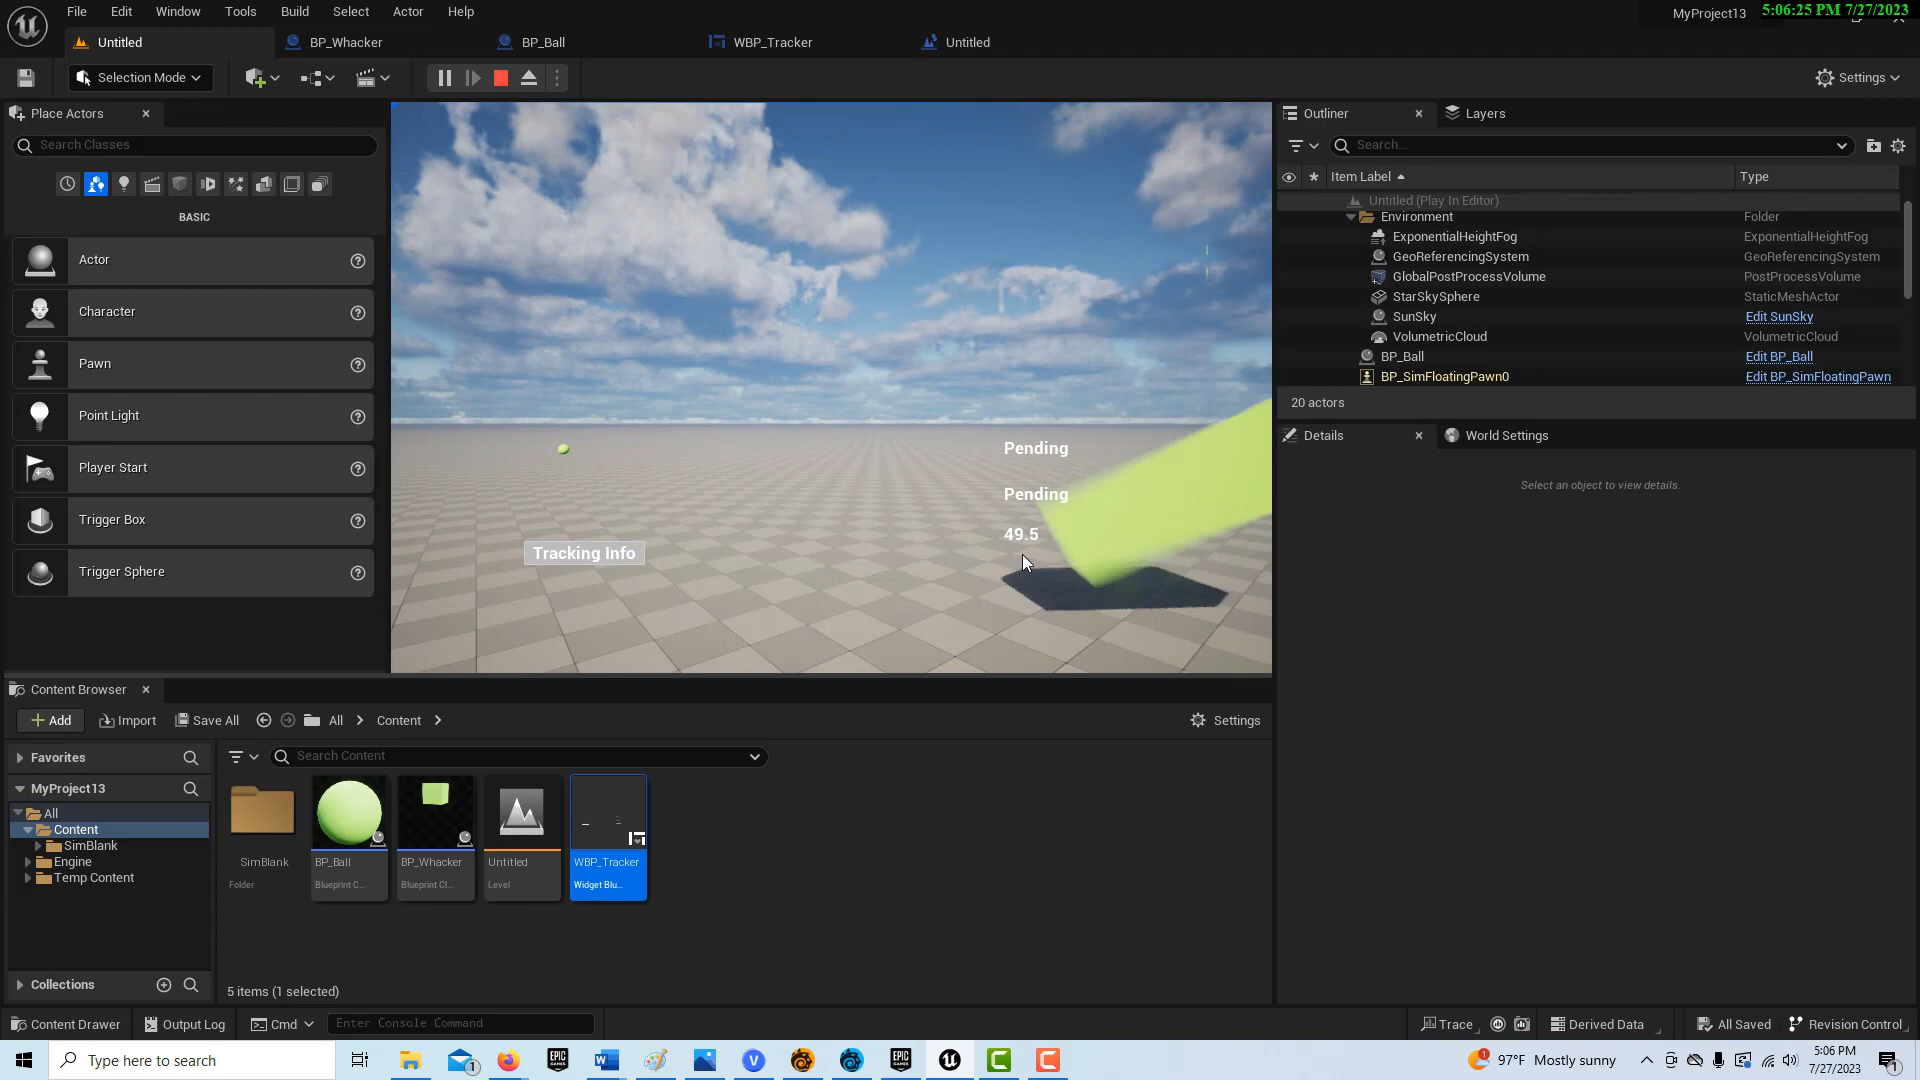 File Edit Window Tools Build Select Actor Help
MyProject13
5:06:25 PM 7/27/2023
Untitled
BP_Whacker
BP_Ball
WBP_Tracker
Untitled
Selection Mode
Settings
Place Actors
Search Classes
BASIC
Actor
Character
Pawn
Point Light
Player Start
Trigger Box
Trigger Sphere
Pending
Pending
49.5
Tracking Info
Outliner
Layers
Search...
Item Label
Type
Untitled (Play In Editor)
Environment Folder
ExponentialHeightFog ExponentialHeightFog
GeoReferencingSystem GeoReferencingSystem
GlobalPostProcessVolume PostProcessVolume
StarSkySphere StaticMeshActor
SunSky Edit SunSky
VolumetricCloud VolumetricCloud
BP_Ball Edit BP_Ball
BP_SimFloatingPawn0 Edit BP_SimFloatingPawn
20 actors
Details
World Settings
Select an object to view details.
Content Browser
Add
Import
Save All
All
Content
Settings
Favorites
MyProject13
All
Content
SimBlank
Engine
Temp Content
Collections
Search Content
SimBlank
Folder
BP_Ball
Blueprint C...
BP_Whacker
Blueprint Cl...
Untitled
Level
WBP_Tracker
Widget Blu...
5 items (1 selected)
Content Drawer
Output Log
Cmd
Enter Console Command
Trace
Derived Data
All Saved
Revision Control
Type here to search
1
EPIC GAMES
W
V
EPIC GAMES
C
C
1
97°F Mostly sunny
5:06 PM
7/27/2023
1